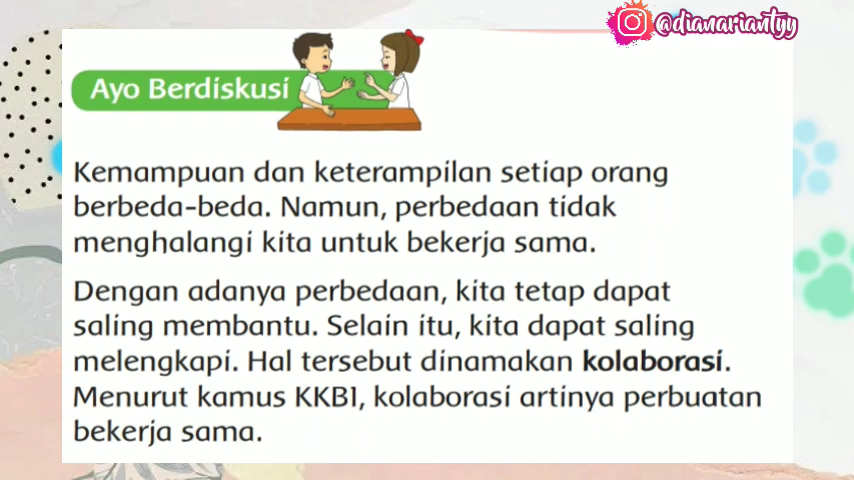 @dianariantyy
Ayo Berdiskusi
Kemampuan dan keterampilan setiap orang
berbeda-beda. Namun, perbedaan tidak
menghalangi kita untuk bekerja sama.
Dengan adanya perbedaan, kita tetap dapat
saling membantu. Selain itu, kita dapat saling
melengkapi. Hal tersebut dinamakan kolaborasi.
Menurut kamus KKBI, kolaborasi artinya perbuatan
bekerja sama.